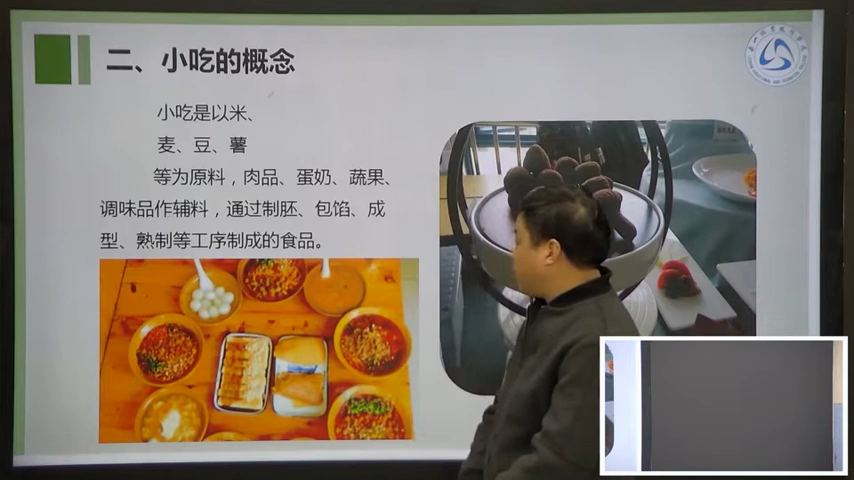 二、小吃的概念
小吃是以米、
麦、豆、薯
等为原料，肉品、蛋奶、蔬果、
调味品作辅料，通过制胚、包馅、成
型、熟制等工序制成的食品。